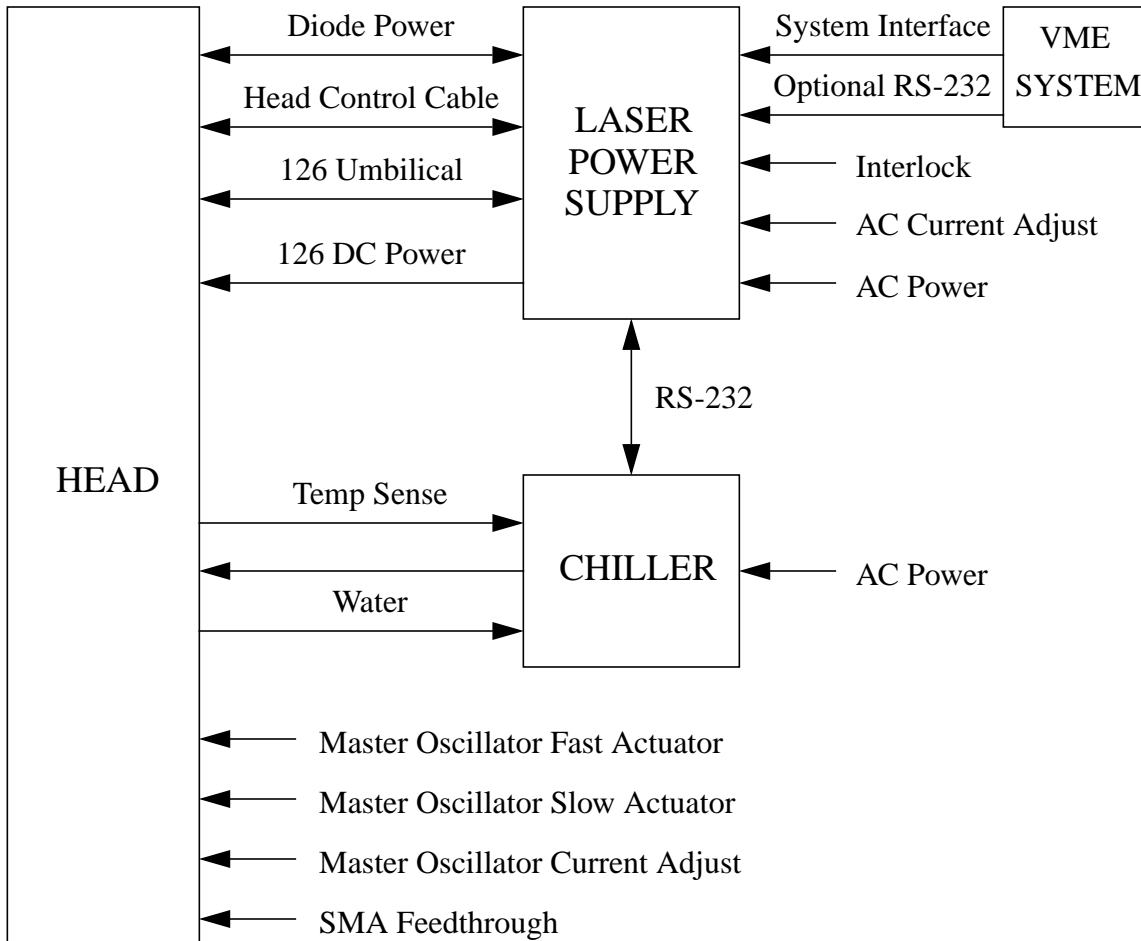 Diode Power
System Interface
VME
SYSTEM
Head Control Cable
Optional RS-232
LASER
POWER
SUPPLY
126 Umbilical
Interlock
AC Current Adjust
126 DC Power
AC Power
RS-232
HEAD
Temp Sense
CHILLER
AC Power
Water
Master Oscillator Fast Actuator
Master Oscillator Slow Actuator
Master Oscillator Current Adjust
SMA Feedthrough